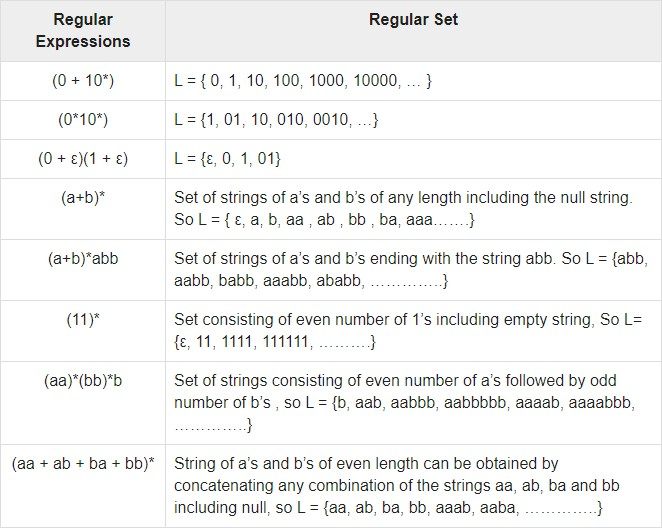 Regular Expressions
Regular Set
(0 + 10*)
L = { 0, 1, 10, 100, 1000, 10000, … }
(0*10*)
L = {1, 01, 10, 010, 0010, …}
(0 + ε)(1 + ε)
L = {ε, 0, 1, 01}
(a+b)*
Set of strings of a’s and b’s of any length including the null string.
So L = { ε, a, b, aa , ab , bb , ba, aaa…….}
(a+b)*abb
Set of strings of a’s and b’s ending with the string abb. So L = {abb,
aabb, babb, aaabb, ababb, …………..}
(11)*
Set consisting of even number of 1’s including empty string, So L=
{ε, 11, 1111, 111111, ……….}
(aa)*(bb)*b
Set of strings consisting of even number of a’s followed by odd
number of b’s , so L = {b, aab, aabbb, aabbbbb, aaaab, aaaabbb,
…………..}
(aa + ab + ba + bb)*
String of a’s and b’s of even length can be obtained by
concatenating any combination of the strings aa, ab, ba and bb
including null, so L = {aa, ab, ba, bb, aaab, aaba, …………..}